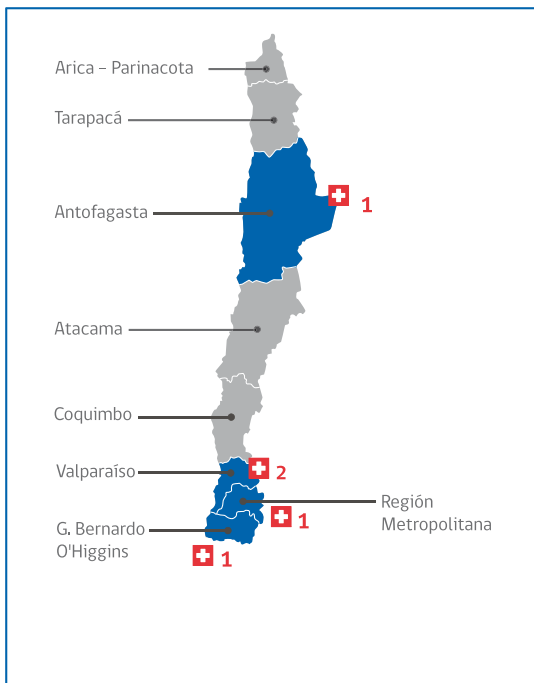 Arica – Parinacota
Tarapacá
1
Antofagasta
Atacama
Coquimbo
Valparaíso
2
Región
Metropolitana
1
G. Bernardo
O'Higgins
1